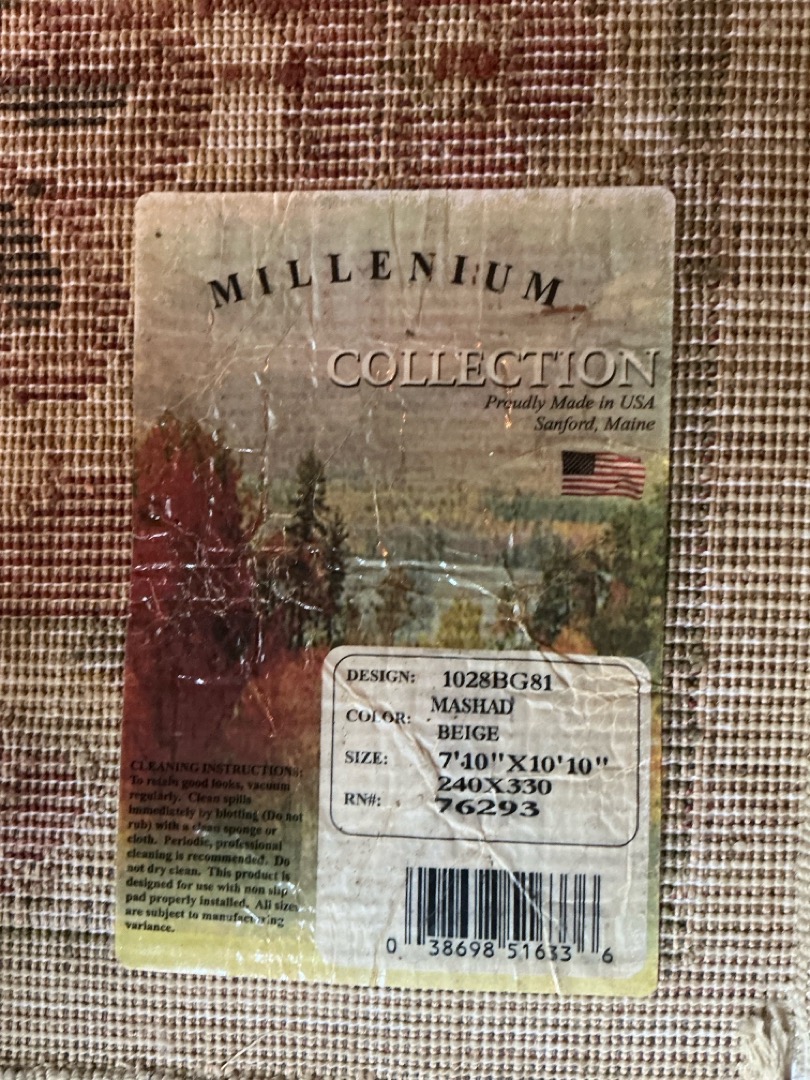 MILLENIUM
COLLECTION
Proudly Made in USA
Sanford, Maine
DESIGN: 1028BG81
MASHAD
COLOR:
BEIGE
SIZE: 7'10"X10'10"
240X330
RN#: 76293
CLEANING INSTRUCTIONS:
To retain good looks, vacuum
regularly. Clean spills
immediately by blotting (Do not
rub) with a clean sponge or
cloth. Periodic, professional
cleaning is recommended. Do
not dry clean. This product is
designed for use with non slip
pad properly installed. All sizes
are subject to manufacturing
variance.
0 38698 51633 6